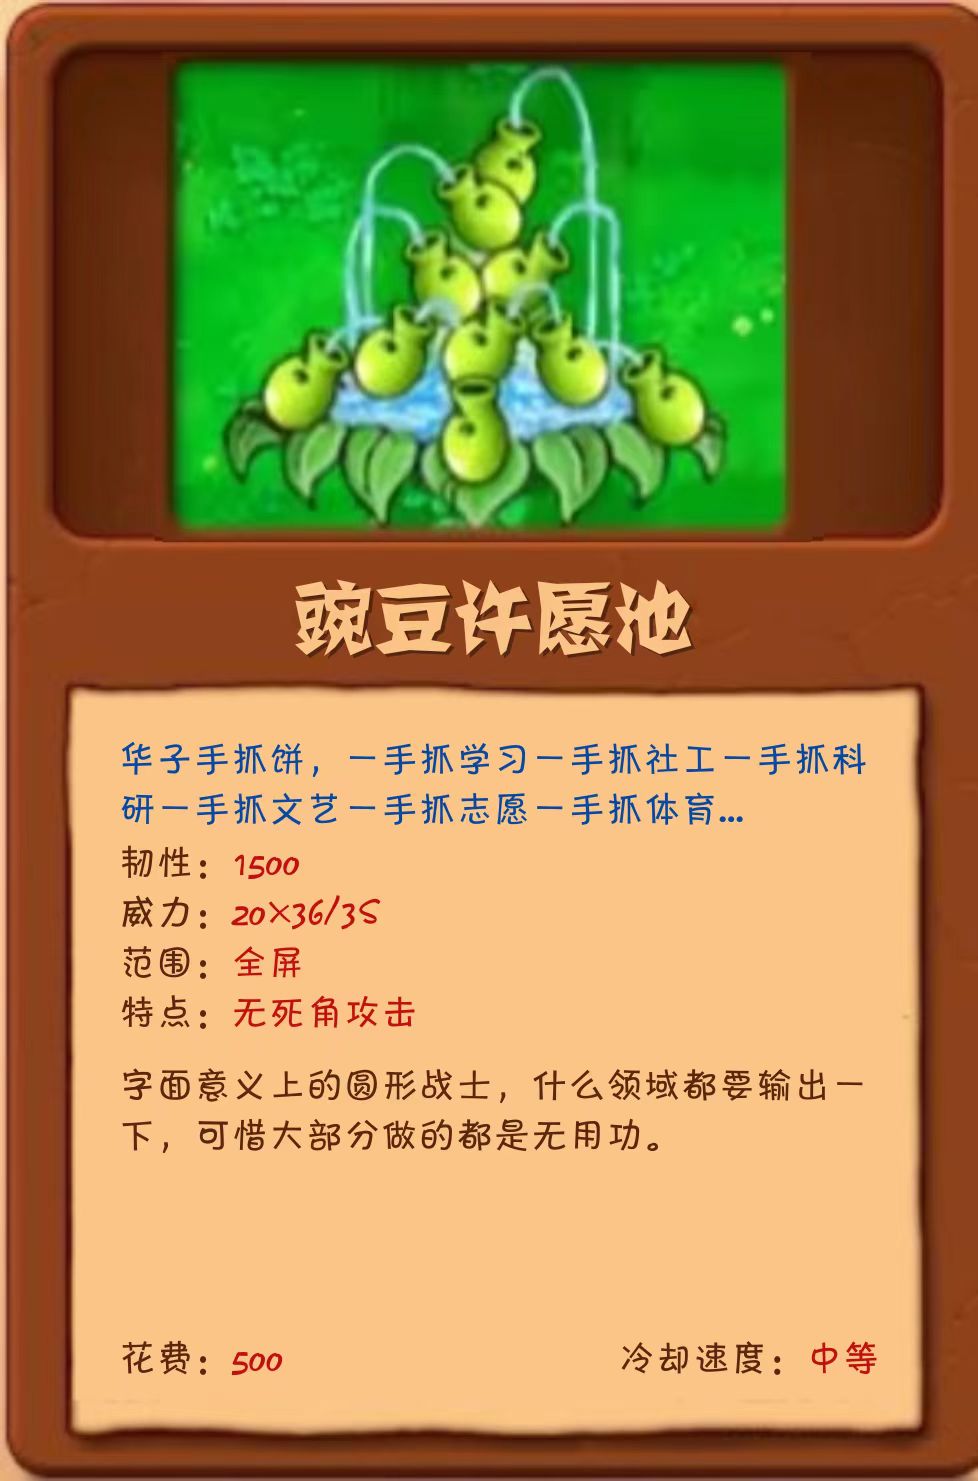 豌豆许愿池
华子手抓饼，一手抓学习一手抓社工一手抓科
研一手抓文艺一手抓志愿一手抓体育...
韧性：1500
威力：20×36/3S
范围：全屏
特点：无死角攻击
字面意义上的圆形战士，什么领域都要输出一
下，可惜大部分做的都是无用功。
花费：500 冷却速度：中等